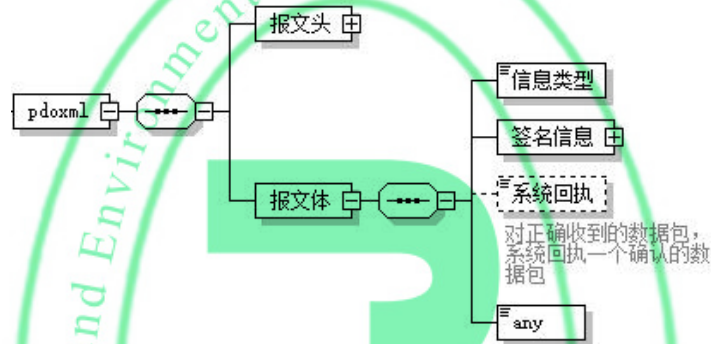 报文头
信息类型
pdoxml
签名信息
报文体
系统回执
对正确收到的数据包，
系统回执一个确认的数
据包
any
nd Environmen